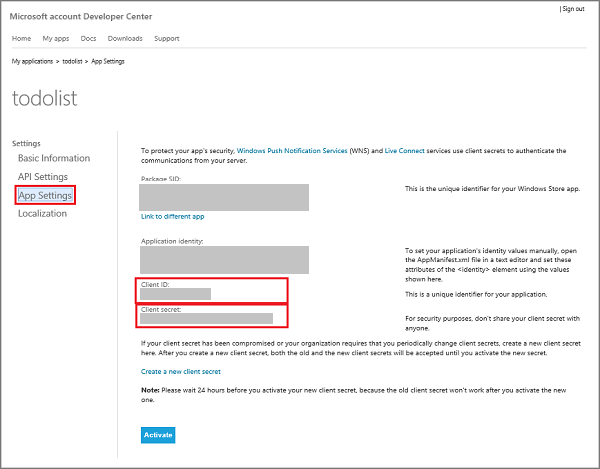 | Sign out
Microsoft account Developer Center
Home My apps Docs Downloads Support
My applications > todolist > App Settings
todolist
Settings
Basic Information
API Settings
App Settings
Localization
To protect your app's security, Windows Push Notification Services (WNS) and Live Connect services use client secrets to authenticate the
communications from your server.
Package SID:
This is the unique identifier for your Windows Store app.
Link to different app
Application identity:
To set your application's identity values manually, open
the AppManifest.xml file in a text editor and set these
attributes of the <identity> element using the values
shown here.
Client ID:
This is a unique identifier for your application.
Client secret:
For security purposes, don't share your client secret with
anyone.
If your client secret has been compromised or your organization requires that you periodically change client secrets, create a new client secret
here. After you create a new client secret, both the old and the new client secrets will be accepted until you activate the new secret.
Create a new client secret
Note: Please wait 24 hours before you activate your new client secret, because the old client secret won't work after you activate the new
one.
Activate